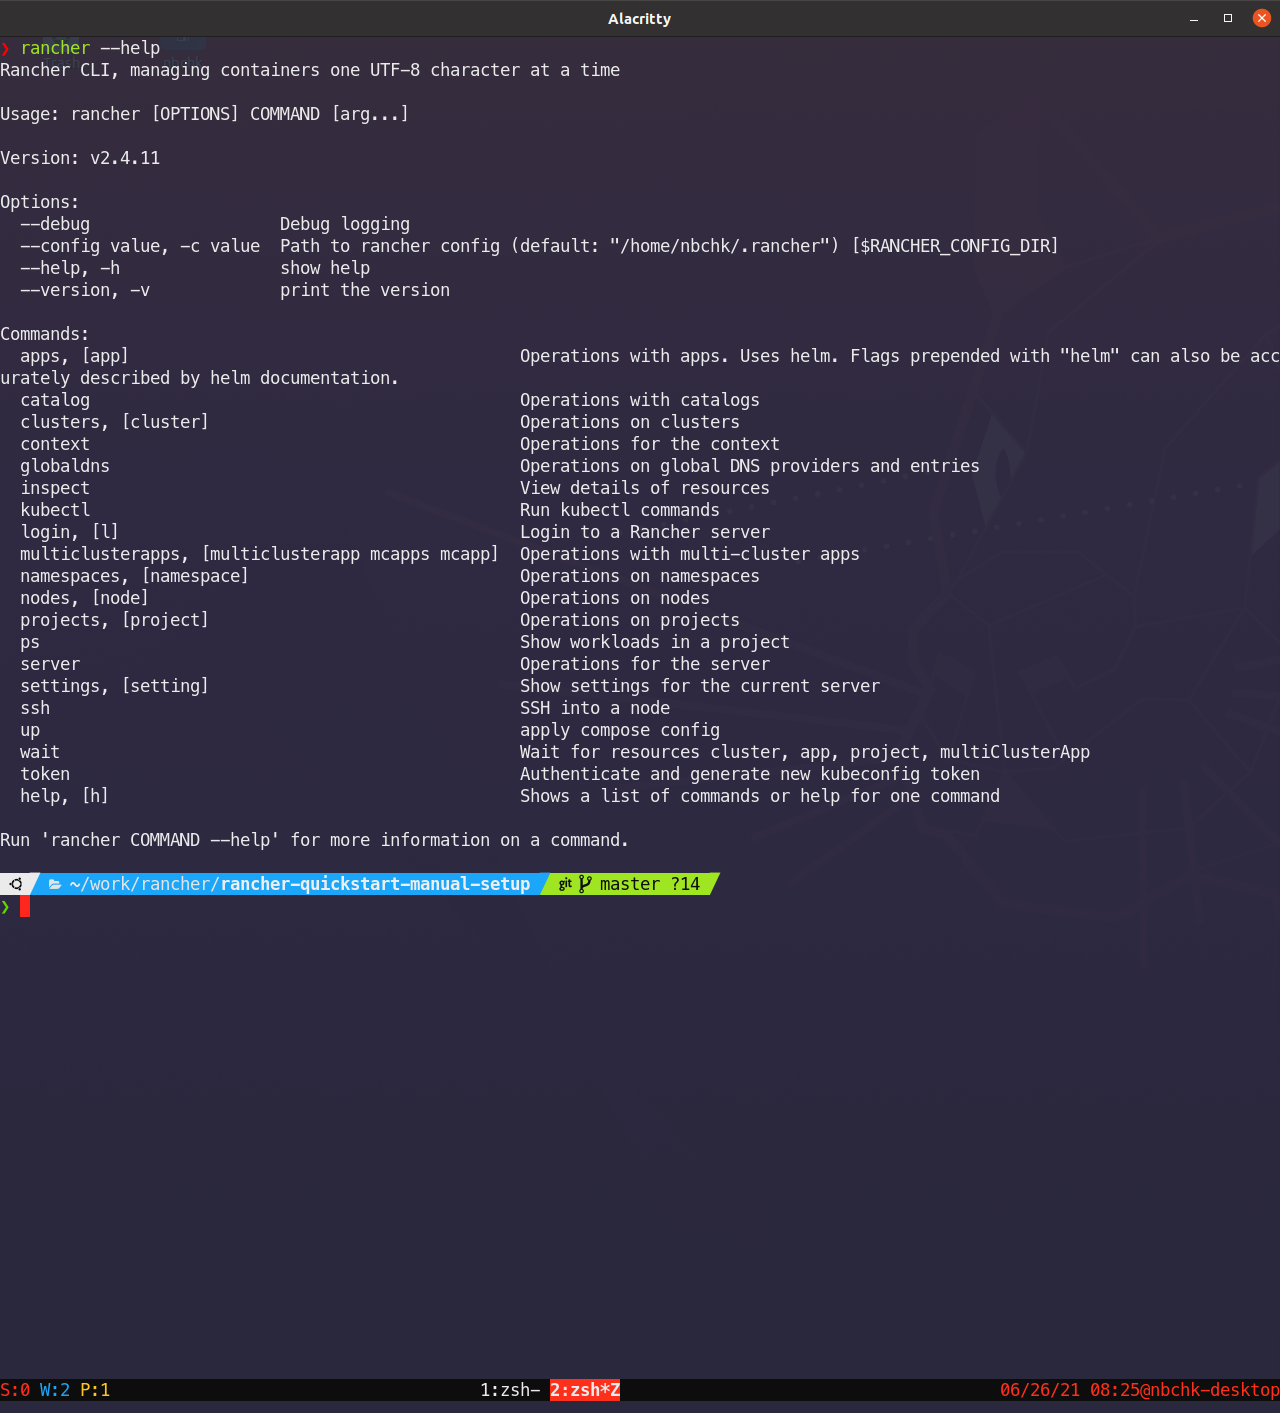 Alacritty
❯ rancher --help
Rancher CLI, managing containers one UTF-8 character at a time
Usage: rancher [OPTIONS] COMMAND [arg...]
Version: v2.4.11
Options:
  --debug                   Debug logging
  --config value, -c value  Path to rancher config (default: "/home/nbchk/.rancher") [$RANCHER_CONFIG_DIR]
  --help, -h                show help
  --version, -v             print the version
Commands:
  apps, [app]                                       Operations with apps. Uses helm. Flags prepended with "helm" can also be acc
urately described by helm documentation.
  catalog                                           Operations with catalogs
  clusters, [cluster]                               Operations on clusters
  context                                           Operations for the context
  globaldns                                         Operations on global DNS providers and entries
  inspect                                           View details of resources
  kubectl                                           Run kubectl commands
  login, [l]                                        Login to a Rancher server
  multiclusterapps, [multiclusterapp mcapps mcapp]  Operations with multi-cluster apps
  namespaces, [namespace]                           Operations on namespaces
  nodes, [node]                                     Operations on nodes
  projects, [project]                               Operations on projects
  ps                                                Show workloads in a project
  server                                            Operations for the server
  settings, [setting]                               Show settings for the current server
  ssh                                               SSH into a node
  up                                                apply compose config
  wait                                              Wait for resources cluster, app, project, multiClusterApp
  token                                             Authenticate and generate new kubeconfig token
  help, [h]                                         Shows a list of commands or help for one command
Run 'rancher COMMAND --help' for more information on a command.
~/work/rancher/rancher-quickstart-manual-setup git master ?14
❯
S:0 W:2 P:1 1:zsh- 2:zsh*Z 06/26/21 08:25@nbchk-desktop